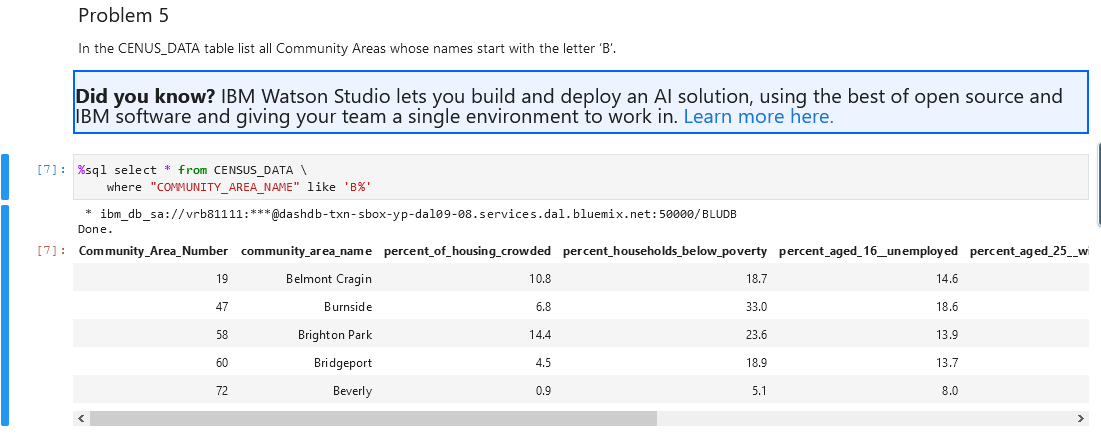 Problem 5
In the CENUS_DATA table list all Community Areas whose names start with the letter ‘B’.
Did you know? IBM Watson Studio lets you build and deploy an AI solution, using the best of open source and
IBM software and giving your team a single environment to work in. Learn more here.
[7]: %sql select * from CENSUS_DATA \
where "COMMUNITY_AREA_NAME" like 'B%'
* ibm_db_sa://vrb81111:***@dashdb-txn-sbox-yp-dal09-08.services.dal.bluemix.net:50000/BLUDB
Done.
[7]: Community_Area_Number community_area_name percent_of_housing_crowded percent_households_below_poverty percent_aged_16__unemployed percent_aged_25__wi
19 Belmont Cragin 10.8 18.7 14.6
47 Burnside 6.8 33.0 18.6
58 Brighton Park 14.4 23.6 13.9
60 Bridgeport 4.5 18.9 13.7
72 Beverly 0.9 5.1 8.0